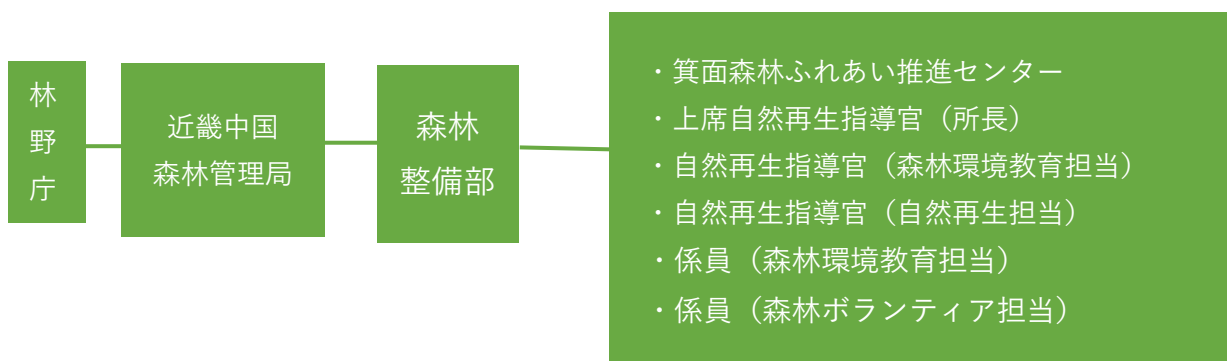 林
野
庁
近畿中国
森林管理局
森林
整備部
・箕面森林ふれあい推進センター
・上席自然再生指導官（所長）
・自然再生指導官（森林環境教育担当）
・自然再生指導官（自然再生担当）
・係員（森林環境教育担当）
・係員（森林ボランティア担当）